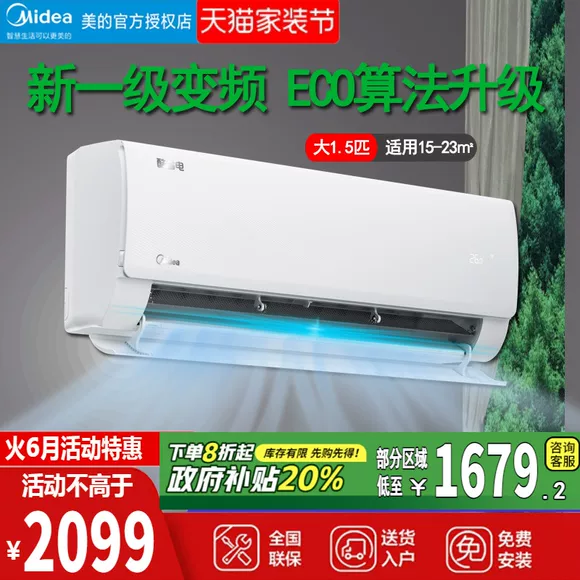 Midea
智慧生活可以更美的
美的官方授权店
天猫家装节
新一级变频 ECO算法升级
大1.5匹 适用15-23㎡
电
Midea
火6月活动特惠
活动不高于
¥2099
下单8折起 库存有限 先购先得!
政府补贴20%
部分区域
低至
¥1679.2
咨询
客服
全国
联保
送货
入户
免费
安装